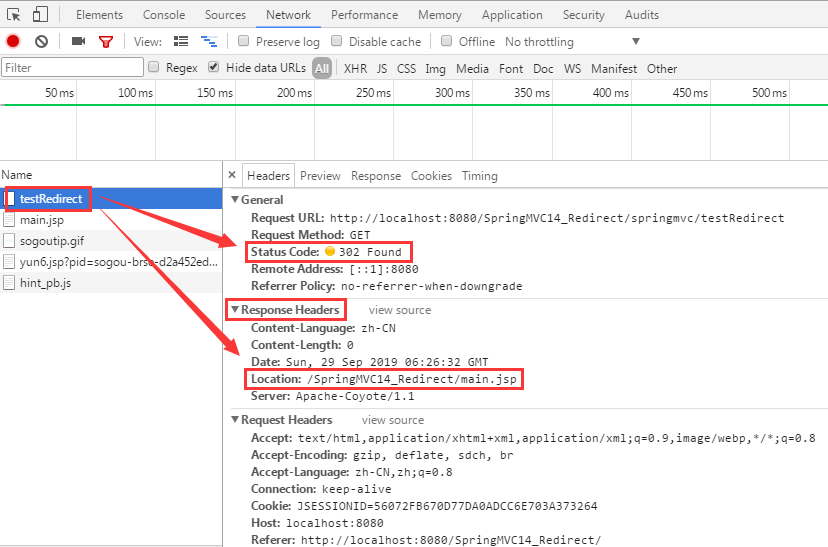 Elements Console Sources Network Performance Memory Application Security Audits
View: Preserve log Disable cache Offline No throttling
Filter Regex Hide data URLs All XHR JS CSS Img Media Font Doc WS Manifest Other
50 ms 100 ms 150 ms 200 ms 250 ms 300 ms 350 ms 400 ms 450 ms 500 ms
Name
testRedirect
main.jsp
sogoutip.gif
yun6.jsp?pid=sogou-brse-d2a452ed...
hint_pb.js
× Headers Preview Response Cookies Timing
General
Request URL: http://localhost:8080/SpringMVC14_Redirect/springmvc/testRedirect
Request Method: GET
Status Code: 302 Found
Remote Address: [::1]:8080
Referrer Policy: no-referrer-when-downgrade
Response Headers view source
Content-Language: zh-CN
Content-Length: 0
Date: Sun, 29 Sep 2019 06:26:32 GMT
Location: /SpringMVC14_Redirect/main.jsp
Server: Apache-Coyote/1.1
Request Headers view source
Accept: text/html,application/xhtml+xml,application/xml;q=0.9,image/webp,*/*;q=0.8
Accept-Encoding: gzip, deflate, sdch, br
Accept-Language: zh-CN,zh;q=0.8
Connection: keep-alive
Cookie: JSESSIONID=56072FB670D77DA0ADCC6E703A373264
Host: localhost:8080
Referer: http://localhost:8080/SpringMVC14_Redirect/